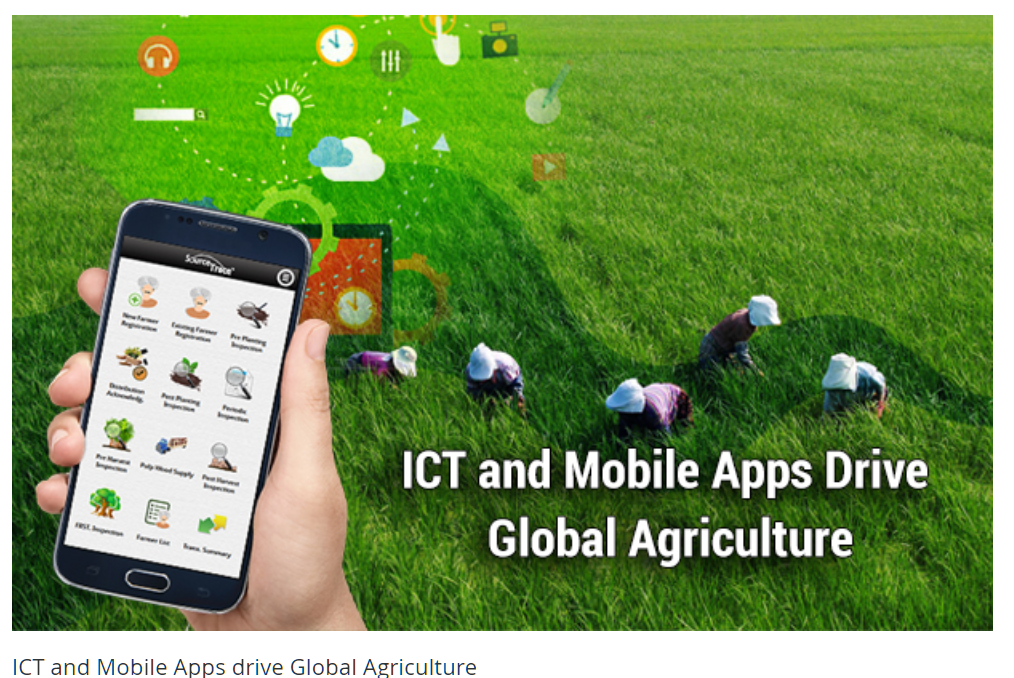 SourceTrace
New Farmer
Registration
Existing Farmer
Registration
Pre Planting
Inspection
Distribution
Acknowledg.
Post Planting
Inspection
Periodic
Inspection
Pre Harvest
Inspection
Pulp Wood Supply
Post Harvest
Inspection
ERST. Inspection
Farmer List
Trans. Summary
ICT and Mobile Apps Drive
Global Agriculture
ICT and Mobile Apps drive Global Agriculture